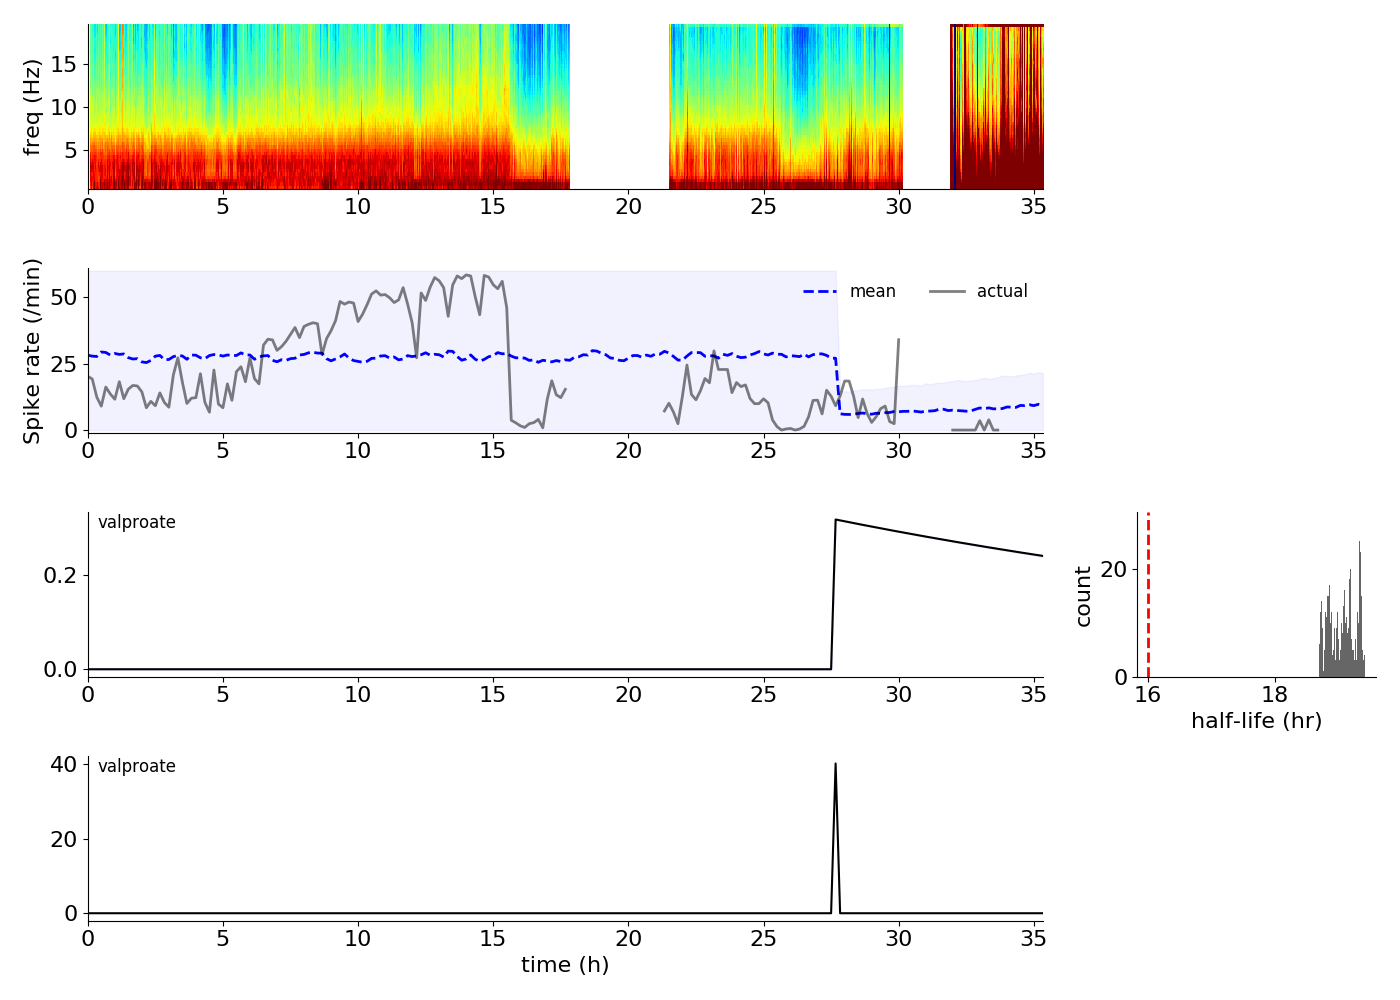 freq (Hz)
15
10
5
0 5 10 15 20 25 30 35
Spike rate (/min)
50
25
0
mean actual
0 5 10 15 20 25 30 35
valproate
0.2
0.0
0 5 10 15 20 25 30 35
count
20
0
16 18
half-life (hr)
valproate
40
20
0
0 5 10 15 20 25 30 35
time (h)